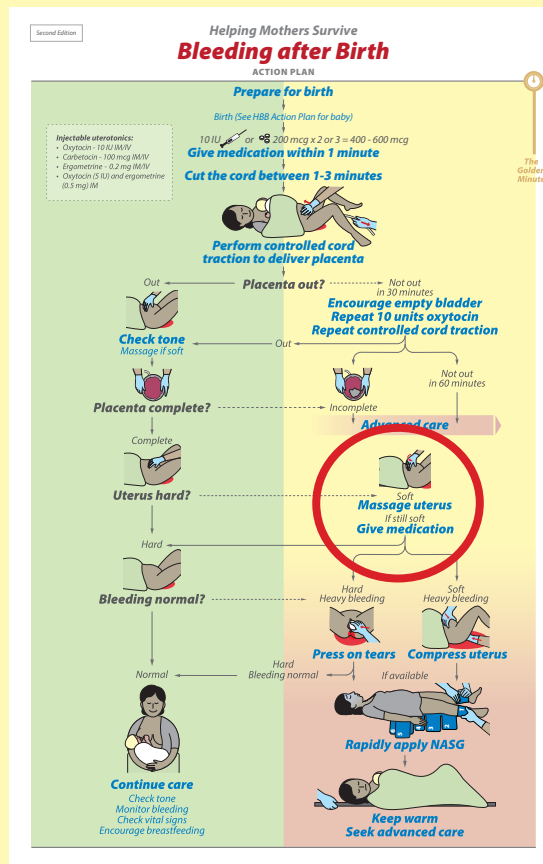 Second Edition
Helping Mothers Survive
Bleeding after Birth
ACTION PLAN
Prepare for birth
Birth (See HBB Action Plan for baby)
Injectable uterotonics:
• Oxytocin - 10 IU IM/IV
• Carbetocin - 100 mcg IM/IV
• Ergometrine – 0.2 mg IM/IV
• Oxytocin (5 IU) and ergometrine
(0.5 mg) IM
10 IU or 200 mcg x 2 or 3 = 400 - 600 mcg
Give medication within 1 minute
Cut the cord between 1-3 minutes
The
Golden
Minute
Perform controlled cord
traction to deliver placenta
Out
Placenta out?
Not out
in 30 minutes
Encourage empty bladder
Repeat 10 units oxytocin
Repeat controlled cord traction
Check tone
Massage if soft
Out
Not out
in 60 minutes
Placenta complete?
Incomplete
Advanced care
Complete
Uterus hard?
Soft
Massage uterus
If still soft
Give medication
Hard
Bleeding normal?
Hard
Heavy bleeding
Soft
Heavy bleeding
Press on tears
Compress uterus
Normal
Hard
Bleeding normal
If available
5
4
3
2
Rapidly apply NASG
Continue care
Check tone
Monitor bleeding
Check vital signs
Encourage breastfeeding
Keep warm
Seek advanced care